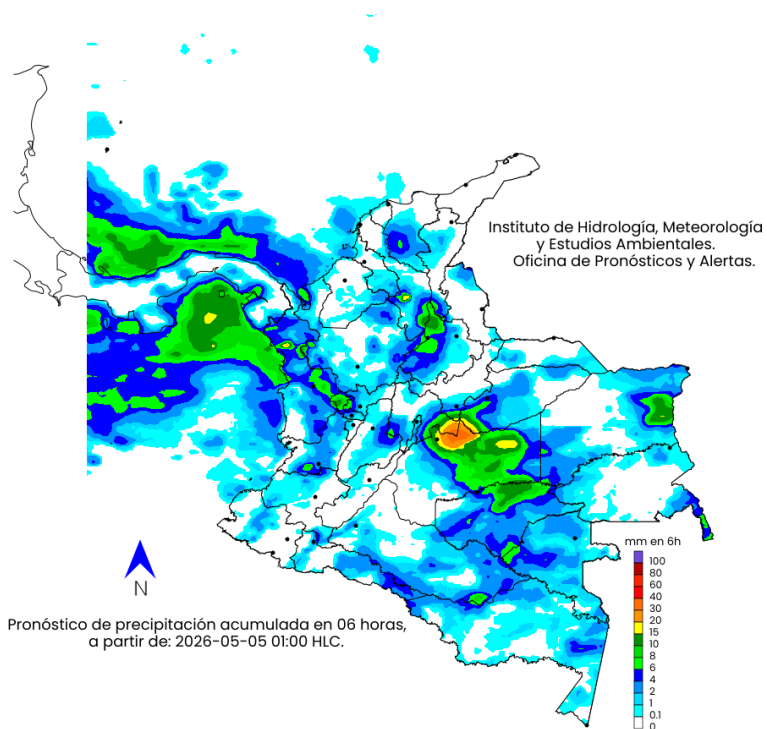 Instituto de Hidrología, Meteorología
y Estudios Ambientales.
Oficina de Pronósticos y Alertas.
N
Pronóstico de precipitación acumulada en 06 horas,
a partir de: 2026-05-05 01:00 HLC.
mm en 6h
100
80
60
40
30
20
15
10
8
6
4
2
1
0.1
0